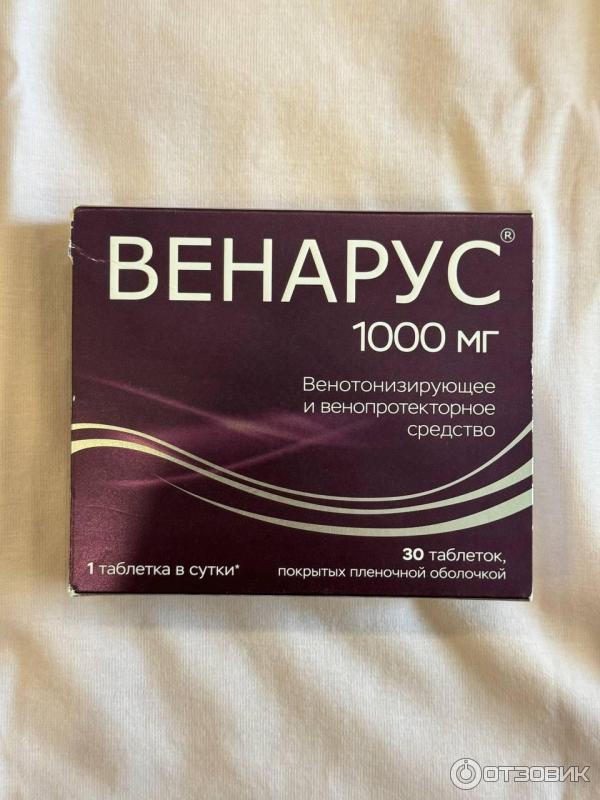 ВЕНАРУС®
1000 мг
Венотонизирующее
и венопротекторное
средство
30 таблеток,
покрытых пленочной оболочкой
1 таблетка в сутки*
ОТЗОВИК